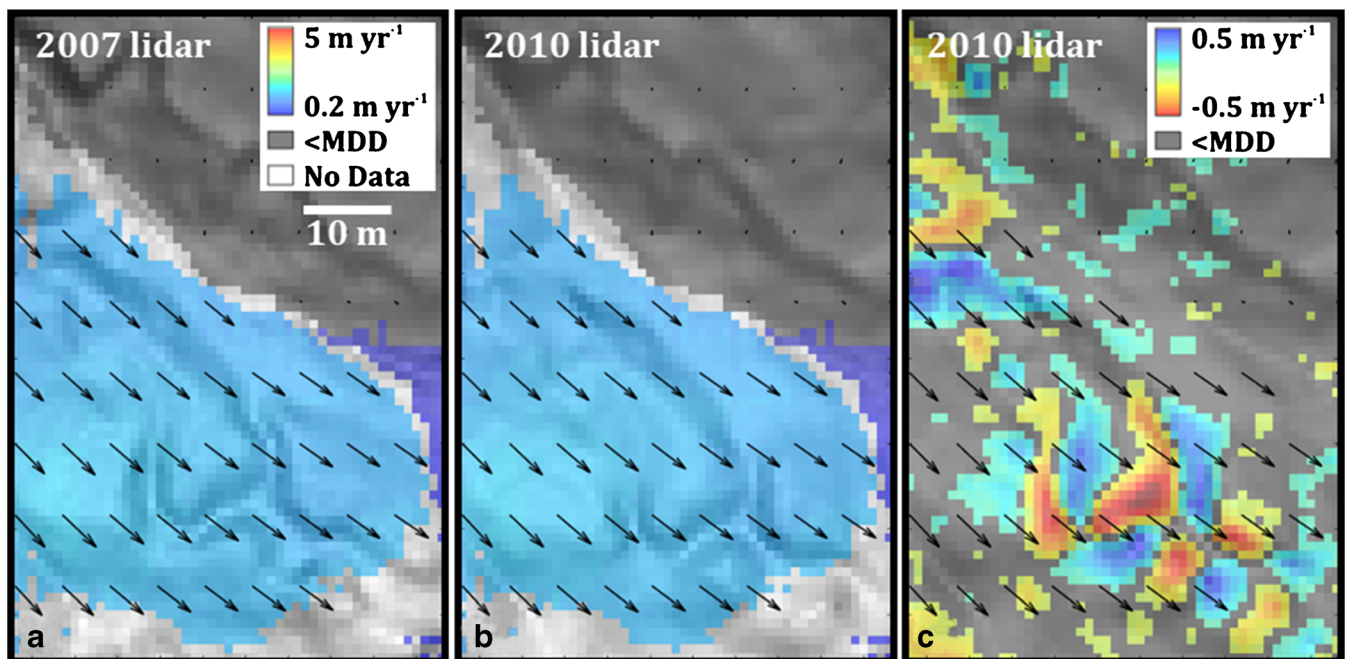 2007 lidar
5 m yr⁻¹
0.2 m yr⁻¹
<MDD
No Data
10 m
a
2010 lidar
b
2010 lidar
0.5 m yr⁻¹
-0.5 m yr⁻¹
<MDD
c